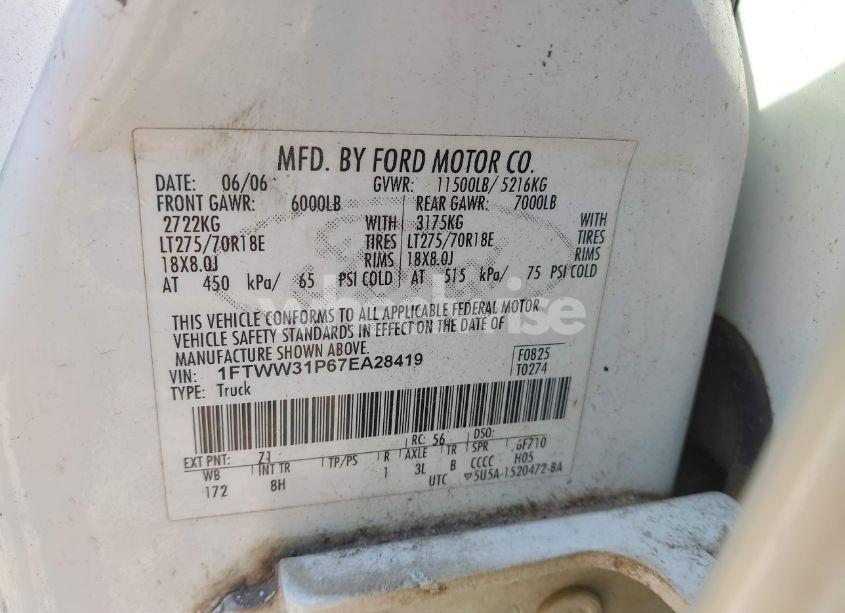 MFD. BY FORD MOTOR CO.
DATE: 06/06 GVWR: 11500LB/ 5216KG
FRONT GAWR: 6000LB REAR GAWR: 7000LB
2722KG WITH 3175KG WITH
LT275/70R18E TIRES LT275/70R18E TIRES
18X8.0J RIMS 18X8.0J RIMS
AT 450 kPa/ 65 PSI COLD AT 515 kPa/ 75 PSI COLD
THIS VEHICLE CONFORMS TO ALL APPLICABLE FEDERAL MOTOR
VEHICLE SAFETY STANDARDS IN EFFECT ON THE DATE OF
MANUFACTURE SHOWN ABOVE.
VIN: 1FTWW31P67EA28419 F0825
TYPE: Truck T0274
RC: 56 DSO:
EXT PNT: Z1 6F710
WB INT TR TP/PS R AXLE TR SPR H05
172 8H 1 3L B CCCC
UTC 5U5A-1520472-BA